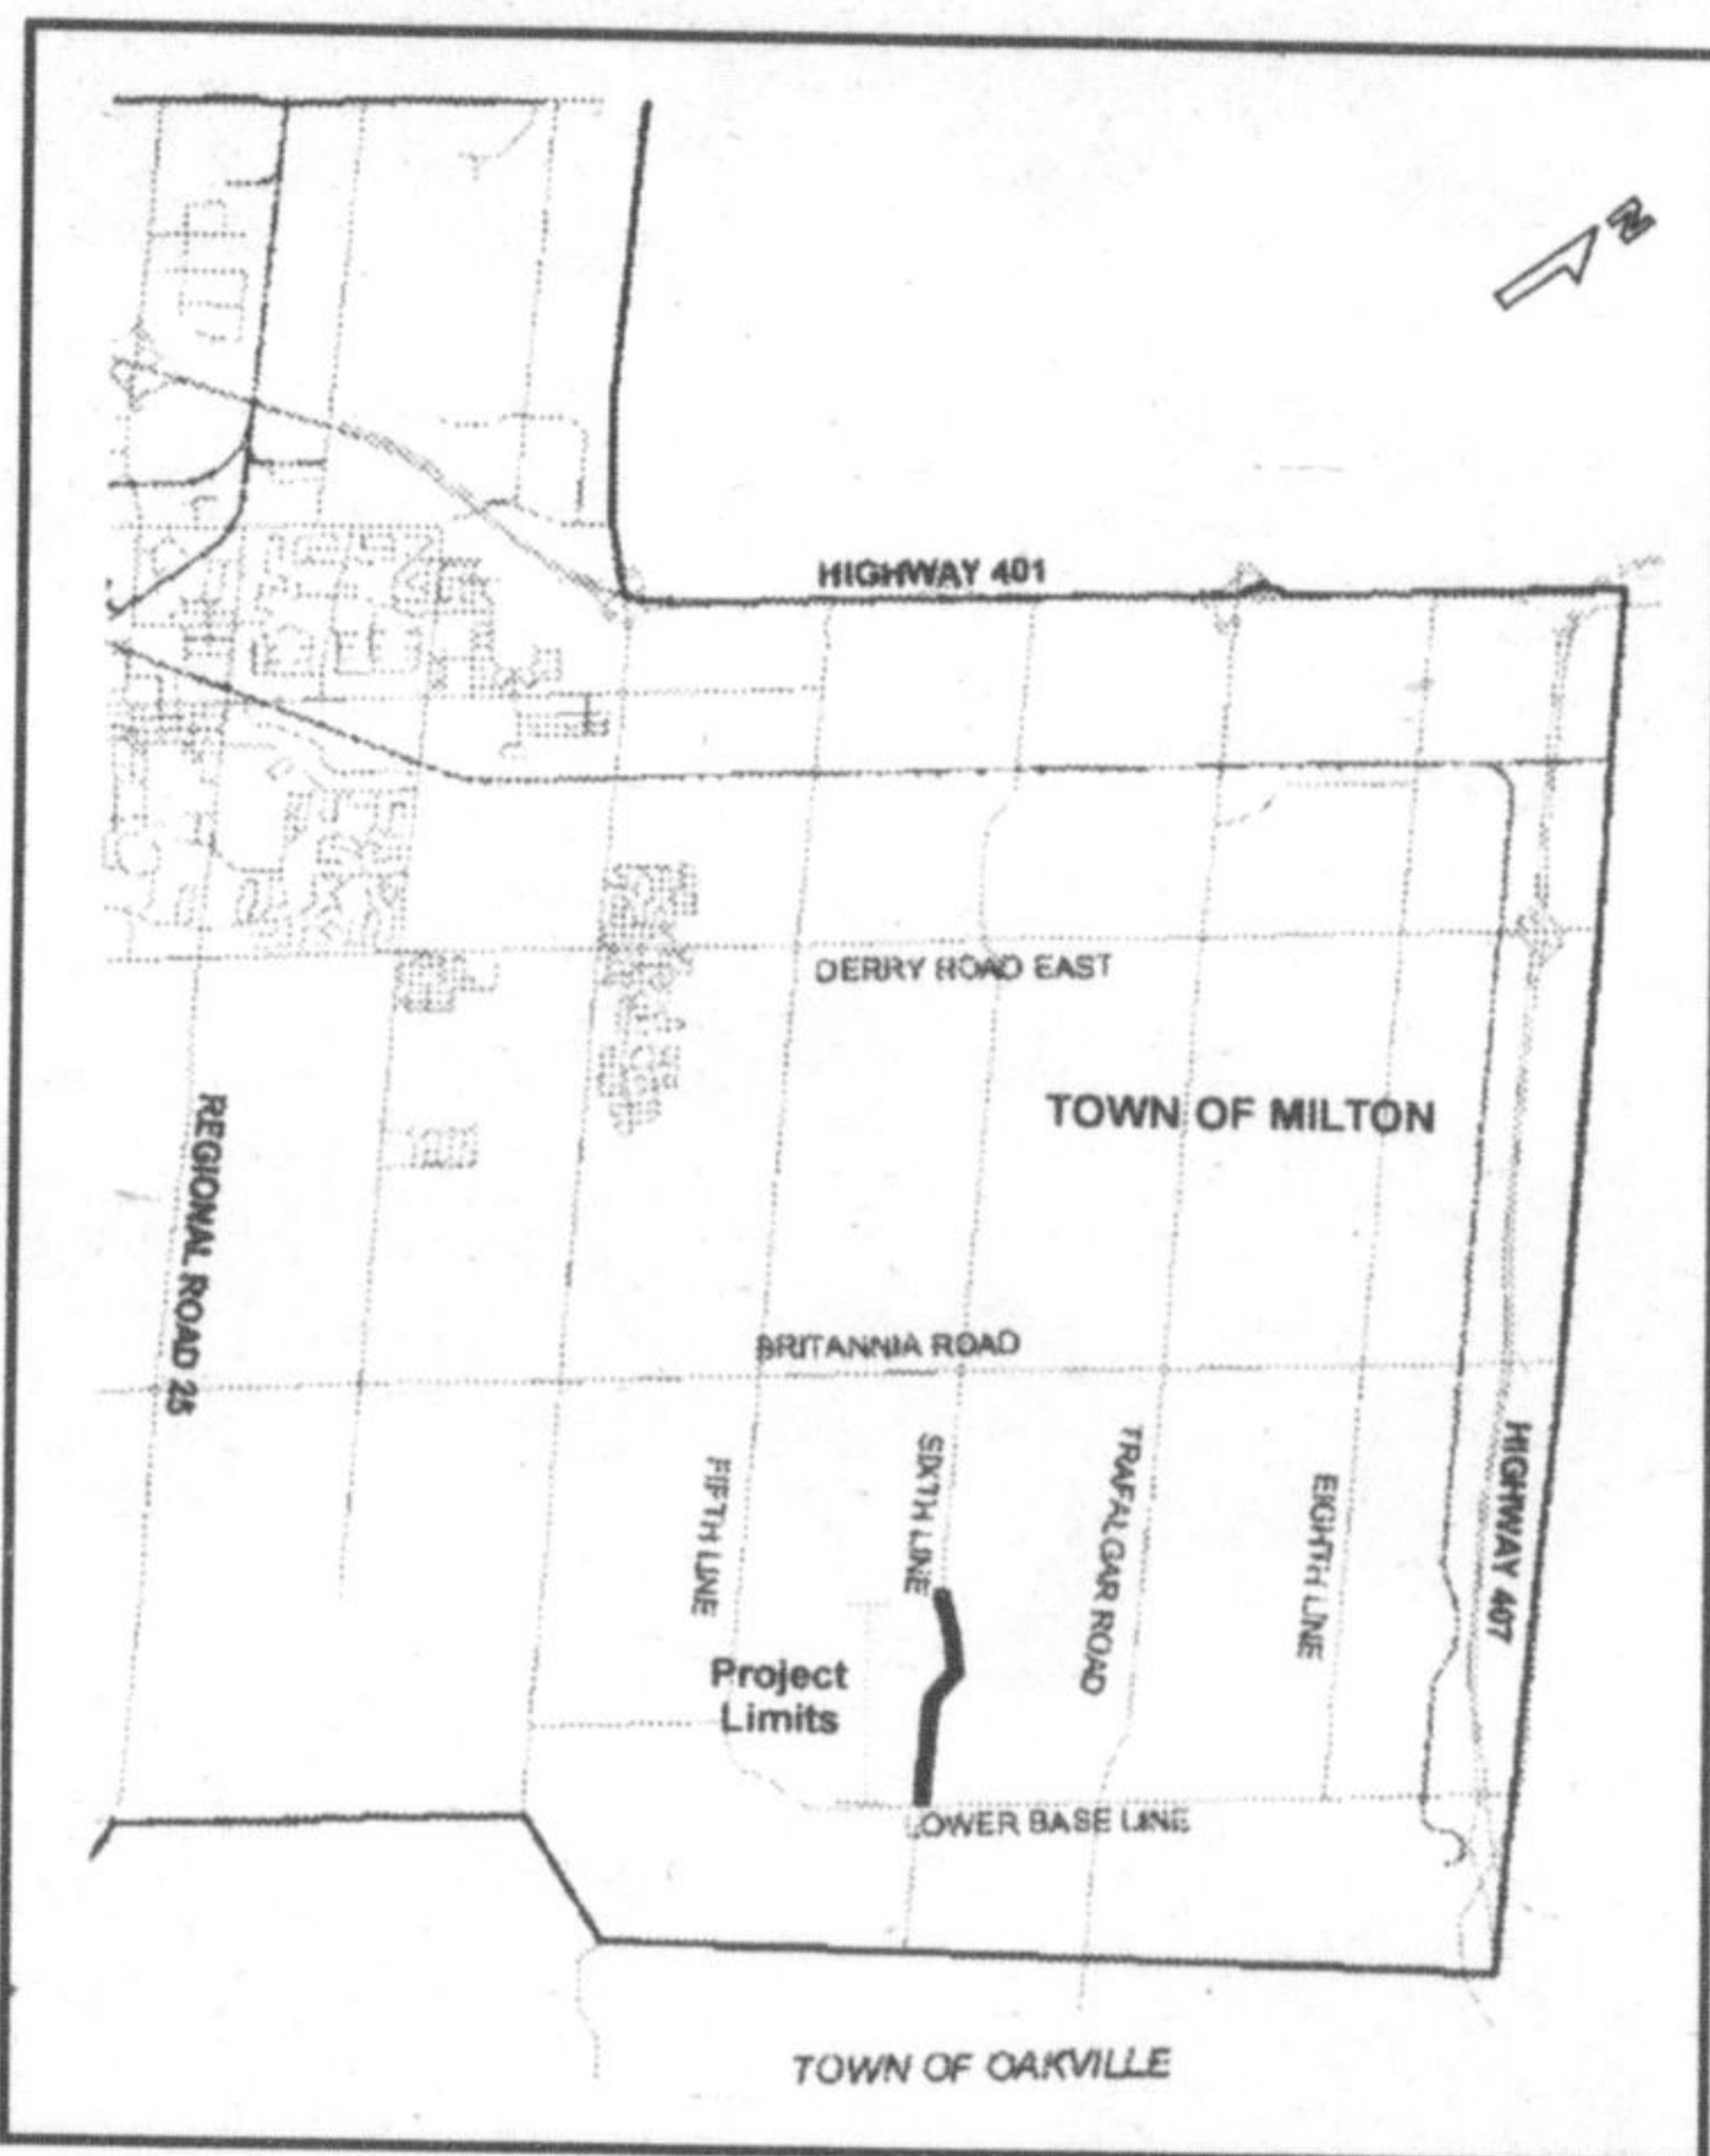 N
HIGHWAY 401
DERRY ROAD EAST
TOWN OF MILTON
REGIONAL ROAD 25
BRITANNIA ROAD
FIFTH LINE
SIXTH LINE
TRAFALGAR ROAD
EIGHTH LINE
HIGHWAY 407
Project
Limits
LOWER BASE LINE
TOWN OF OAKVILLE